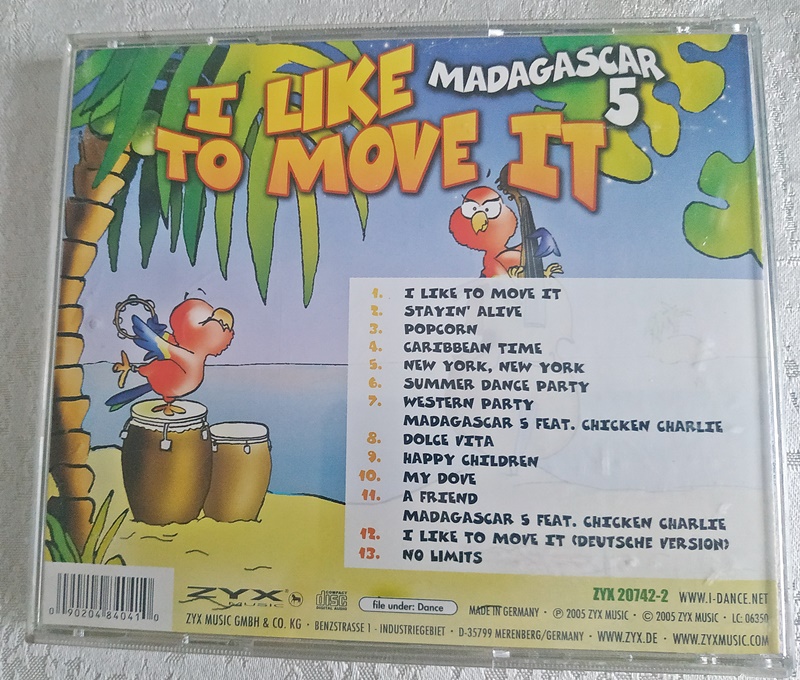 I LIKE
TO MOVE IT
MADAGASCAR
5
1. I LIKE TO MOVE IT
2. STAYIN' ALIVE
3. POPCORN
4. CARIBBEAN TIME
5. NEW YORK, NEW YORK
6. SUMMER DANCE PARTY
7. WESTERN PARTY
MADAGASCAR 5 FEAT. CHICKEN CHARLIE
8. DOLCE VITA
9. HAPPY CHILDREN
10. MY DOVE
11. A FRIEND
MADAGASCAR 5 FEAT. CHICKEN CHARLIE
12. I LIKE TO MOVE IT (DEUTSCHE VERSION)
13. NO LIMITS
0 90204 84041 0
ZYX
MUSIC
COMPACT
disc
DIGITAL AUDIO
file under: Dance
ZYX 20742-2 WWW.I-DANCE.NET
MADE IN GERMANY · ℗ 2005 ZYX MUSIC · © 2005 ZYX MUSIC · LC: 06350
ZYX MUSIC GMBH & CO. KG · BENZSTRASSE 1 - INDUSTRIEGEBIET · D-35799 MERENBERG/GERMANY · WWW.ZYX.DE · WWW.ZYXMUSIC.COM